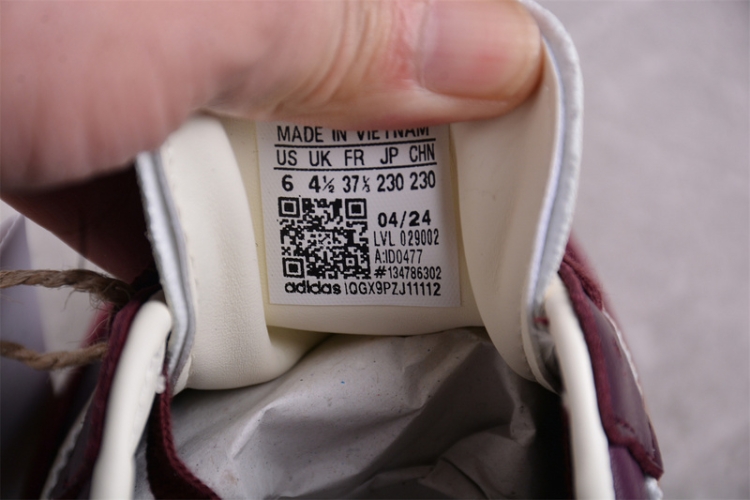 MADE IN VIETNAM
US UK FR JP CHN
6 4½ 37⅓ 230 230
04/24
LVL 029002
A:ID0477
#134786302
adidas IQGX9PZJ11112